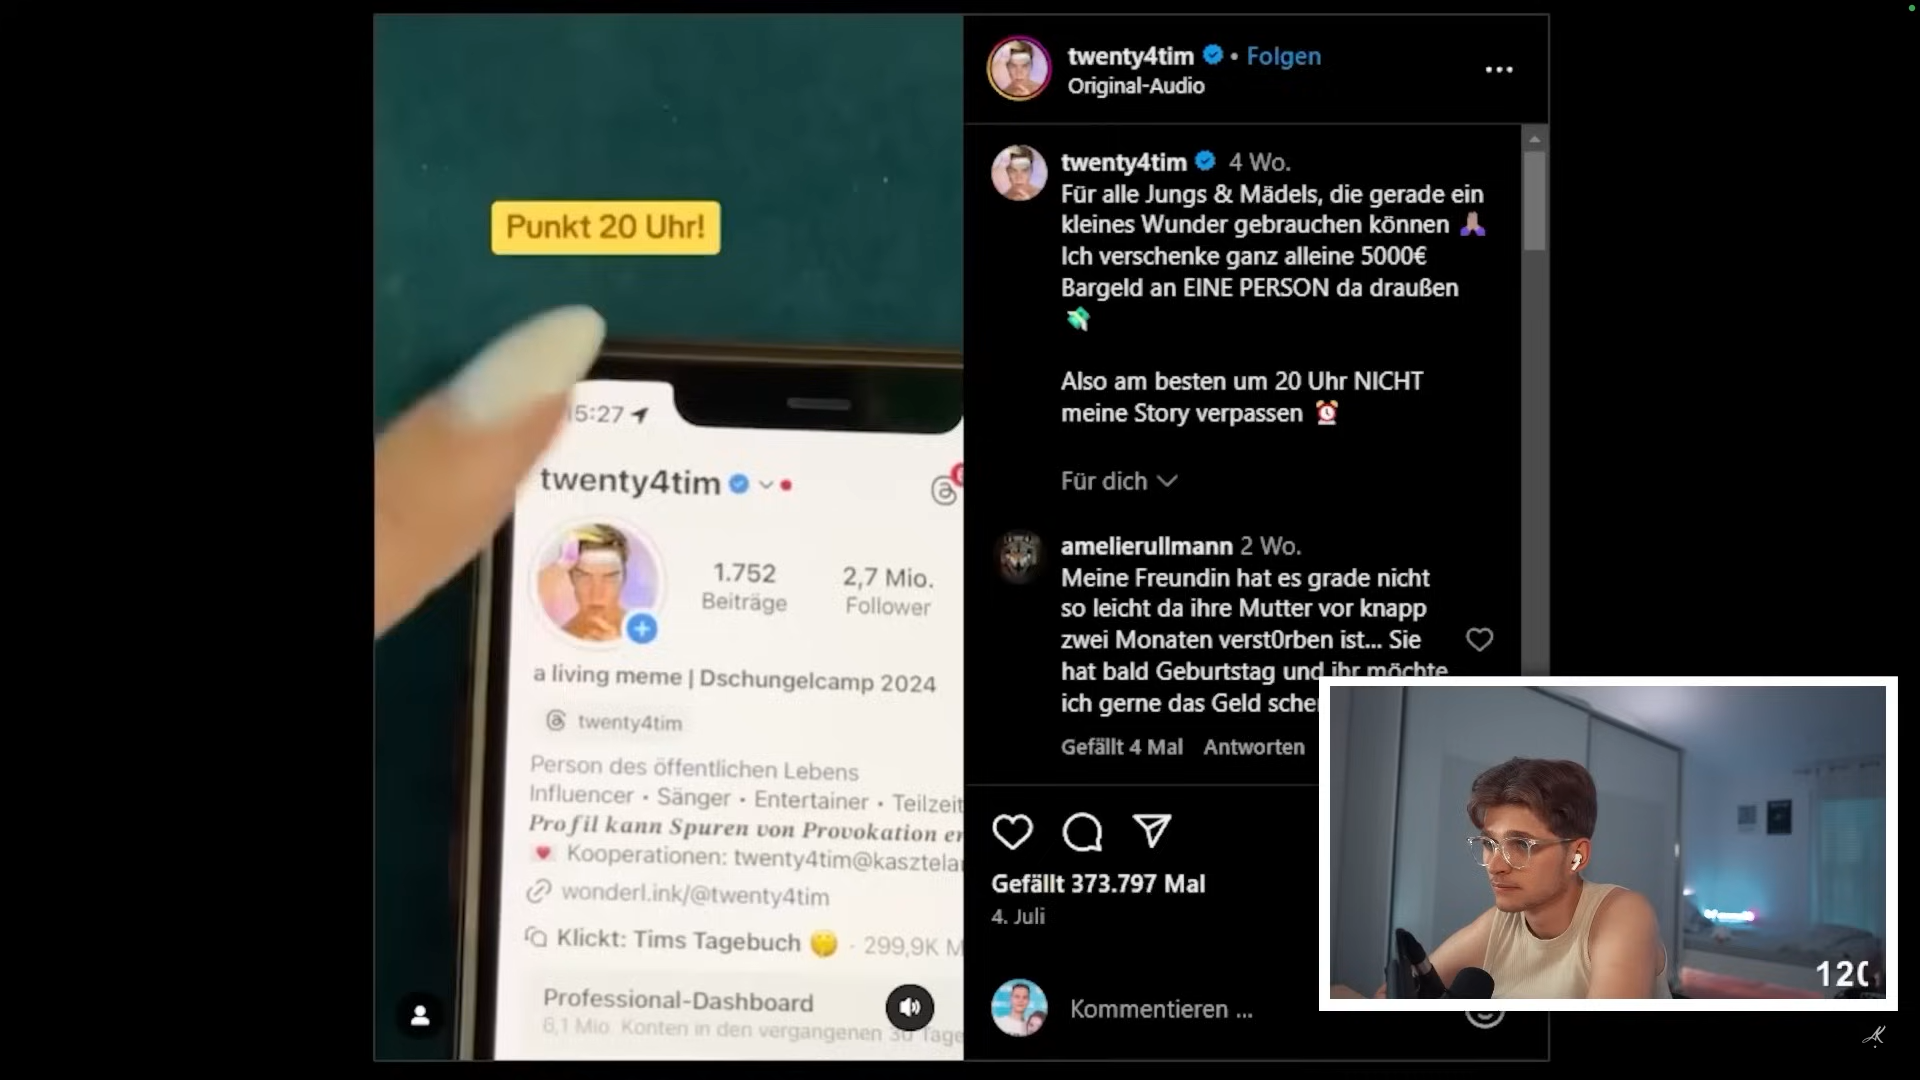 Punkt 20 Uhr!
15:27
twenty4tim
1.752
Beiträge
2,7 Mio.
Follower
a living meme | Dschungelcamp 2024
twenty4tim
Person des öffentlichen Lebens
Influencer • Sänger • Entertainer • Teilzeit
Profil kann Spuren von Provokation
Kooperationen:
wonderl.ink/@twenty4tim
Klickt: Tims Tagebuch · 299,9K
Professional-Dashboard
6,1 Mio. Konten in den vergangenen 30 Tage
twenty4tim • Folgen
Original-Audio
twenty4tim 4 Wo.
Für alle Jungs & Mädels, die gerade ein
kleines Wunder gebrauchen können 🙏🏽
Ich verschenke ganz alleine 5000€
Bargeld an EINE PERSON da draußen
💸
Also am besten um 20 Uhr NICHT
meine Story verpassen ⏰
Für dich
amelierullmann 2 Wo.
Meine Freundin hat es grade nicht
so leicht da ihre Mutter vor knapp
zwei Monaten verst0rben ist... Sie
hat bald Geburtstag und ihr möchte
ich gerne das Geld
Gefällt 4 Mal Antworten
Gefällt 373.797 Mal
4. Juli
Kommentieren ...